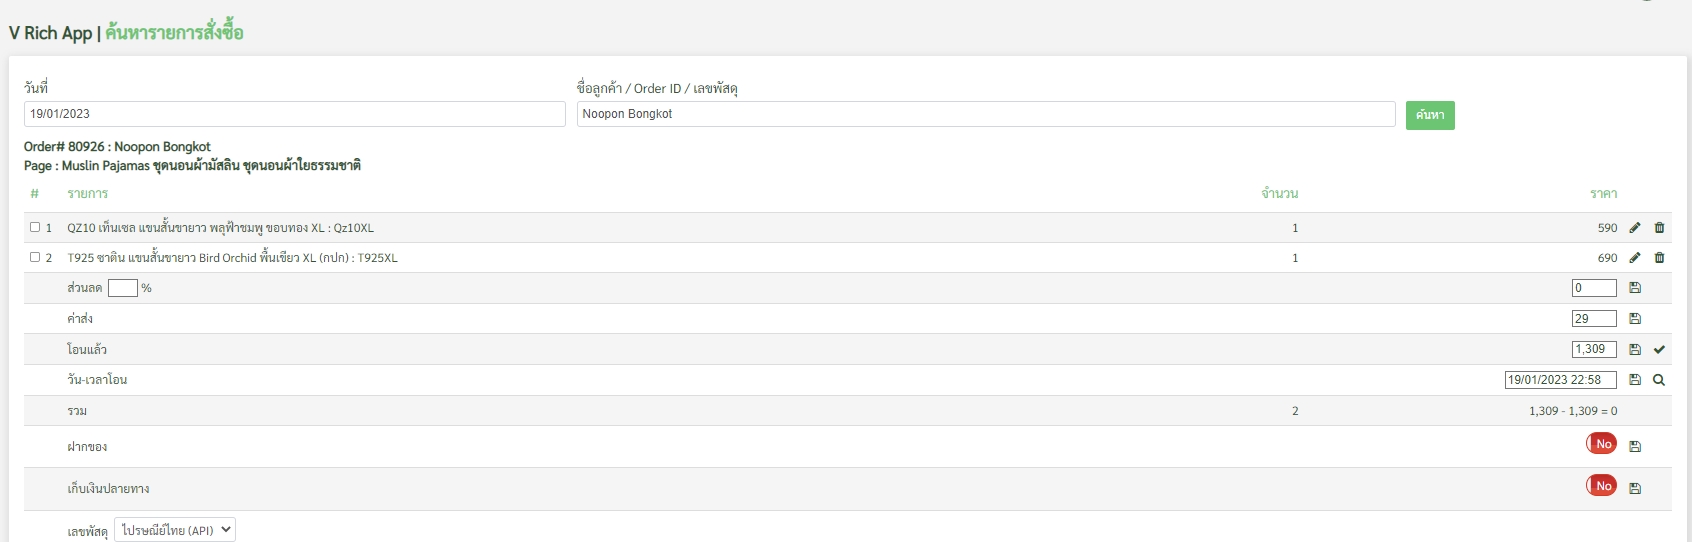 V Rich App | ค้นหารายการสั่งซื้อ
วันที่ ชื่อลูกค้า / Order ID / เลขพัสดุ
19/01/2023 Noopon Bongkot ค้นหา
Order# 80926 : Noopon Bongkot
Page : Muslin Pajamas ชุดนอนผ้ามัสลิน ชุดนอนผ้าใยธรรมชาติ
# รายการ จำนวน ราคา
1 QZ10 เท็นเซล แขนสั้นขายาว พลุฟ้าชมพู ขอบทอง XL : Qz10XL 1 590
2 T925 ซาติน แขนสั้นขายาว Bird Orchid พื้นเขียว XL (กปก) : T925XL 1 690
ส่วนลด % 0
ค่าส่ง 29
โอนแล้ว 1,309
วัน-เวลาโอน 19/01/2023 22:58
รวม 2 1,309 - 1,309 = 0
ฝากของ No
เก็บเงินปลายทาง No
เลขพัสดุ ไปรษณีย์ไทย (API)